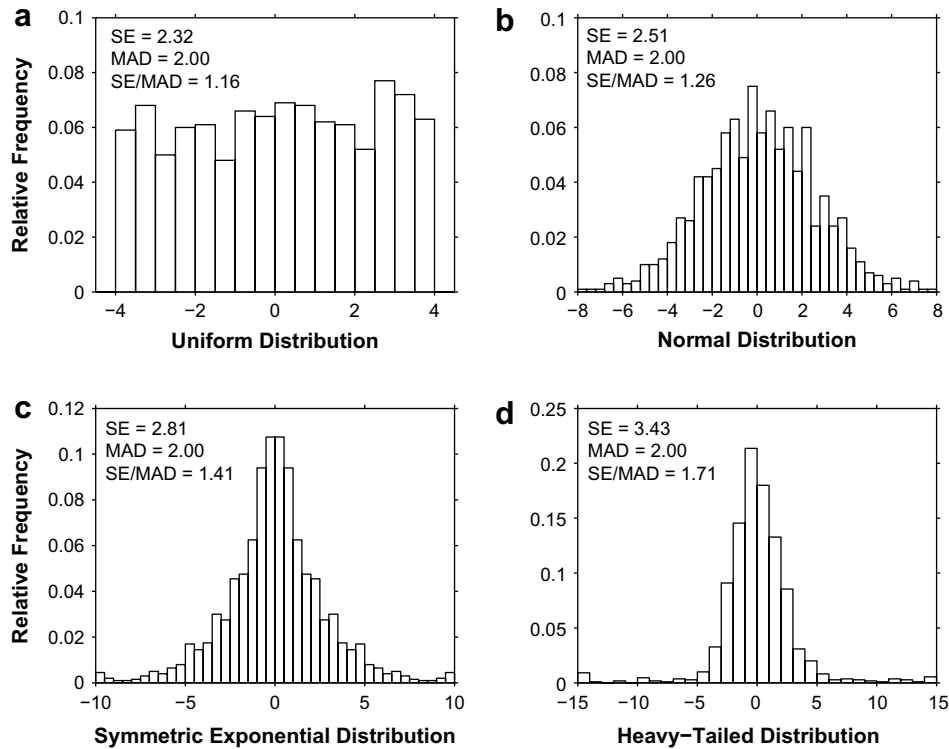 a
SE = 2.32
MAD = 2.00
SE/MAD = 1.16
Relative Frequency
0.1
0.08
0.06
0.04
0.02
0
−4
−2
0
2
4
Uniform Distribution
b
SE = 2.51
MAD = 2.00
SE/MAD = 1.26
0.1
0.08
0.06
0.04
0.02
0
−8
−6
−4
−2
0
2
4
6
8
Normal Distribution
c
SE = 2.81
MAD = 2.00
SE/MAD = 1.41
Relative Frequency
0.12
0.1
0.08
0.06
0.04
0.02
0
−10
−5
0
5
10
Symmetric Exponential Distribution
d
SE = 3.43
MAD = 2.00
SE/MAD = 1.71
0.25
0.2
0.15
0.1
0.05
0
−15
−10
−5
0
5
10
15
Heavy−Tailed Distribution